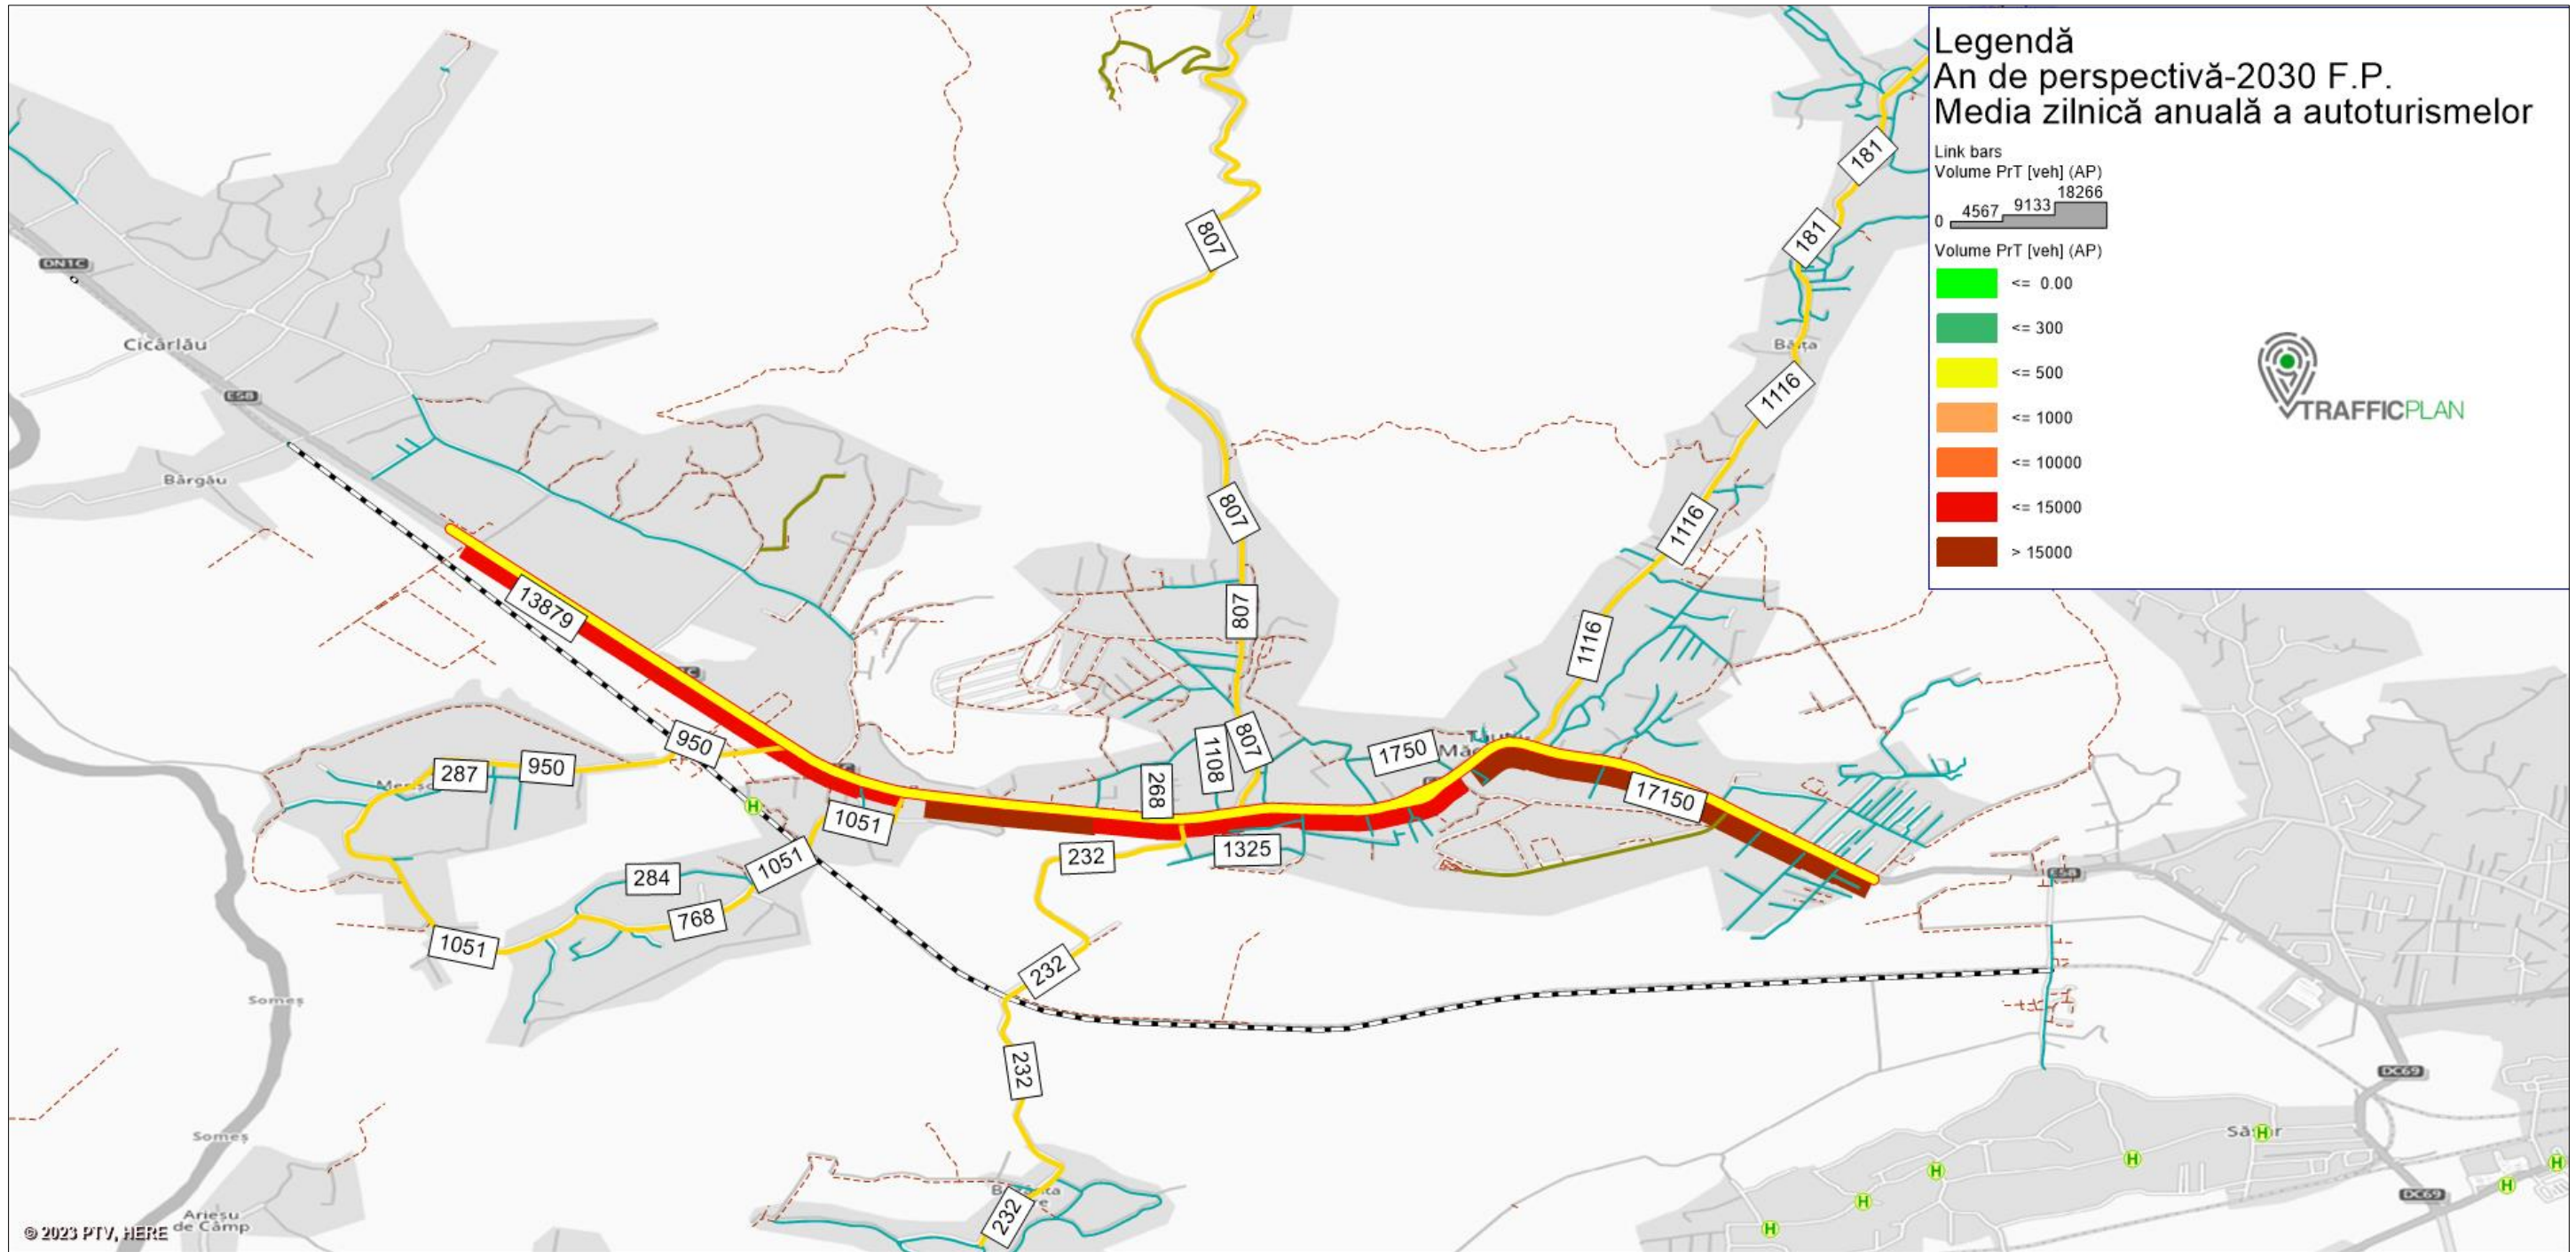 Legendă
An de perspectivă-2030 F.P.
Media zilnică anuală a autoturismelor
Link bars
Volume PrT [veh] (AP)
0 4567 9133 18266
Volume PrT [veh] (AP)
<= 0.00
<= 300
<= 500
<= 1000
<= 10000
<= 15000
> 15000
TRAFFICPLAN
181
181
807
DN1C
Cicârlău
E58
Bârgău
1116
807
1116
807
1116
13879
807
1108
1750
950
950
287
268
17150
1051
1325
232
1051
284
768
1051
232
E58
232
232
Someș
Someș
Arieșu
de Câmp
DC69
DC69
H
H
H
H
H
H
H
H
© 2023 PTV, HERE